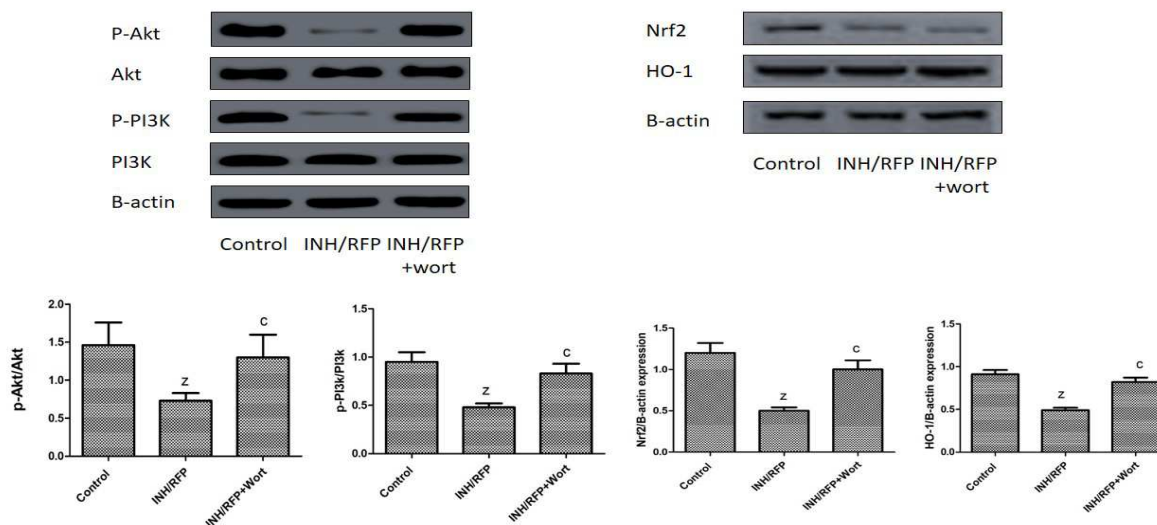 P-Akt
Akt
P-PI3K
PI3K
B-actin
Control INH/RFP INH/RFP
+wort
Nrf2
HO-1
B-actin
Control INH/RFP INH/RFP
+wort
p-Akt/Akt
2.0
1.5
1.0
0.5
0.0
z
c
Control
INH/RFP
INH/RFP+Wort
p-PI3k/PI3k
1.5
1.0
0.5
0.0
z
c
Control
INH/RFP
INH/RFP+Wort
Nrf2/B-actin expression
1.5
1.0
0.5
0.0
z
c
Control
INH/RFP
INH/RFP+Wort
HO-1/B-actin expression
1.5
1.0
0.5
0.0
z
c
Control
INH/RFP
INH/RFP+Wort